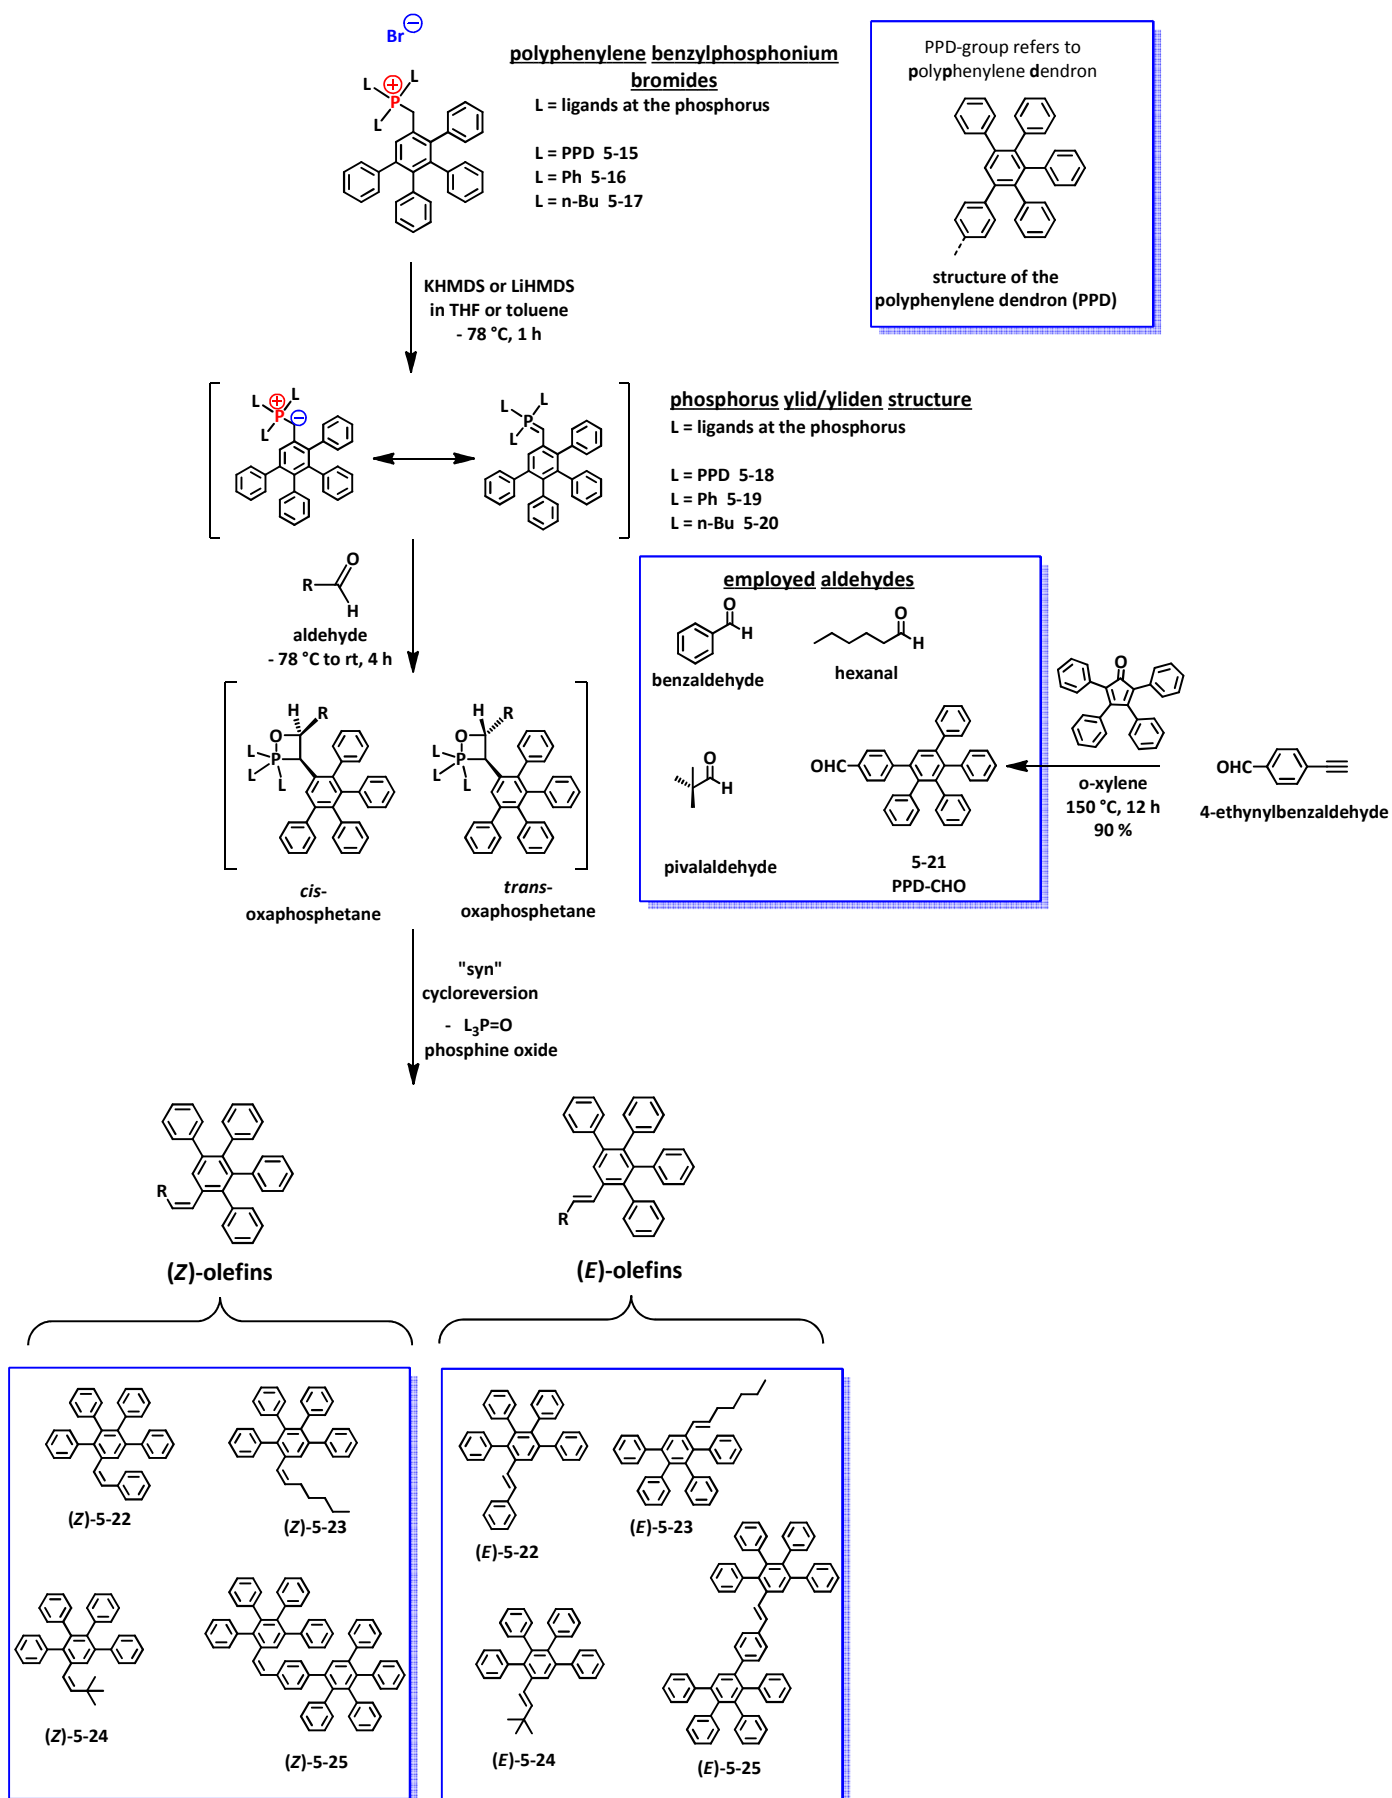 Br⊖
polyphenylene benzylphosphonium
bromides
L = ligands at the phosphorus
L = PPD 5-15
L = Ph 5-16
L = n-Bu 5-17
L
⊕
L
P
L
PPD-group refers to
polyphenylene dendron
structure of the
polyphenylene dendron (PPD)
KHMDS or LiHMDS
in THF or toluene
- 78 °C, 1 h
L
⊕
L
P
⊖
L
L
L
P
L
phosphorus ylid/yliden structure
L = ligands at the phosphorus
L = PPD 5-18
L = Ph 5-19
L = n-Bu 5-20
O
R
H
aldehyde
- 78 °C to rt, 4 h
employed aldehydes
O
H
benzaldehyde
O
H
hexanal
O
H
pivalaldehyde
OHC
5-21
PPD-CHO
O
o-xylene
150 °C, 12 h
90 %
OHC
4-ethynylbenzaldehyde
H
R
O
L
P
L
L
cis-
oxaphosphetane
H
R
O
L
P
L
L
trans-
oxaphosphetane
"syn"
cycloreversion
- L₃P=O
phosphine oxide
R
(Z)-olefins
R
(E)-olefins
(Z)-5-22
(Z)-5-23
(Z)-5-24
(Z)-5-25
(E)-5-22
(E)-5-23
(E)-5-24
(E)-5-25